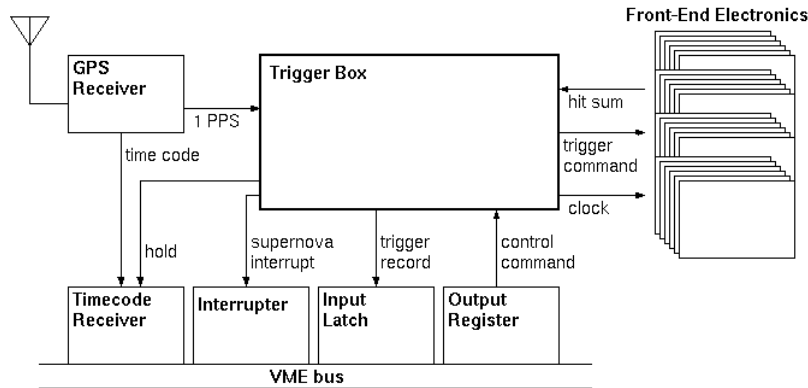 Front-End Electronics
GPS
Receiver
Trigger Box
1 PPS
hit sum
time code
trigger
command
clock
hold
supernova
interrupt
trigger
record
control
command
Timecode
Receiver
Interrupter
Input
Latch
Output
Register
VME bus